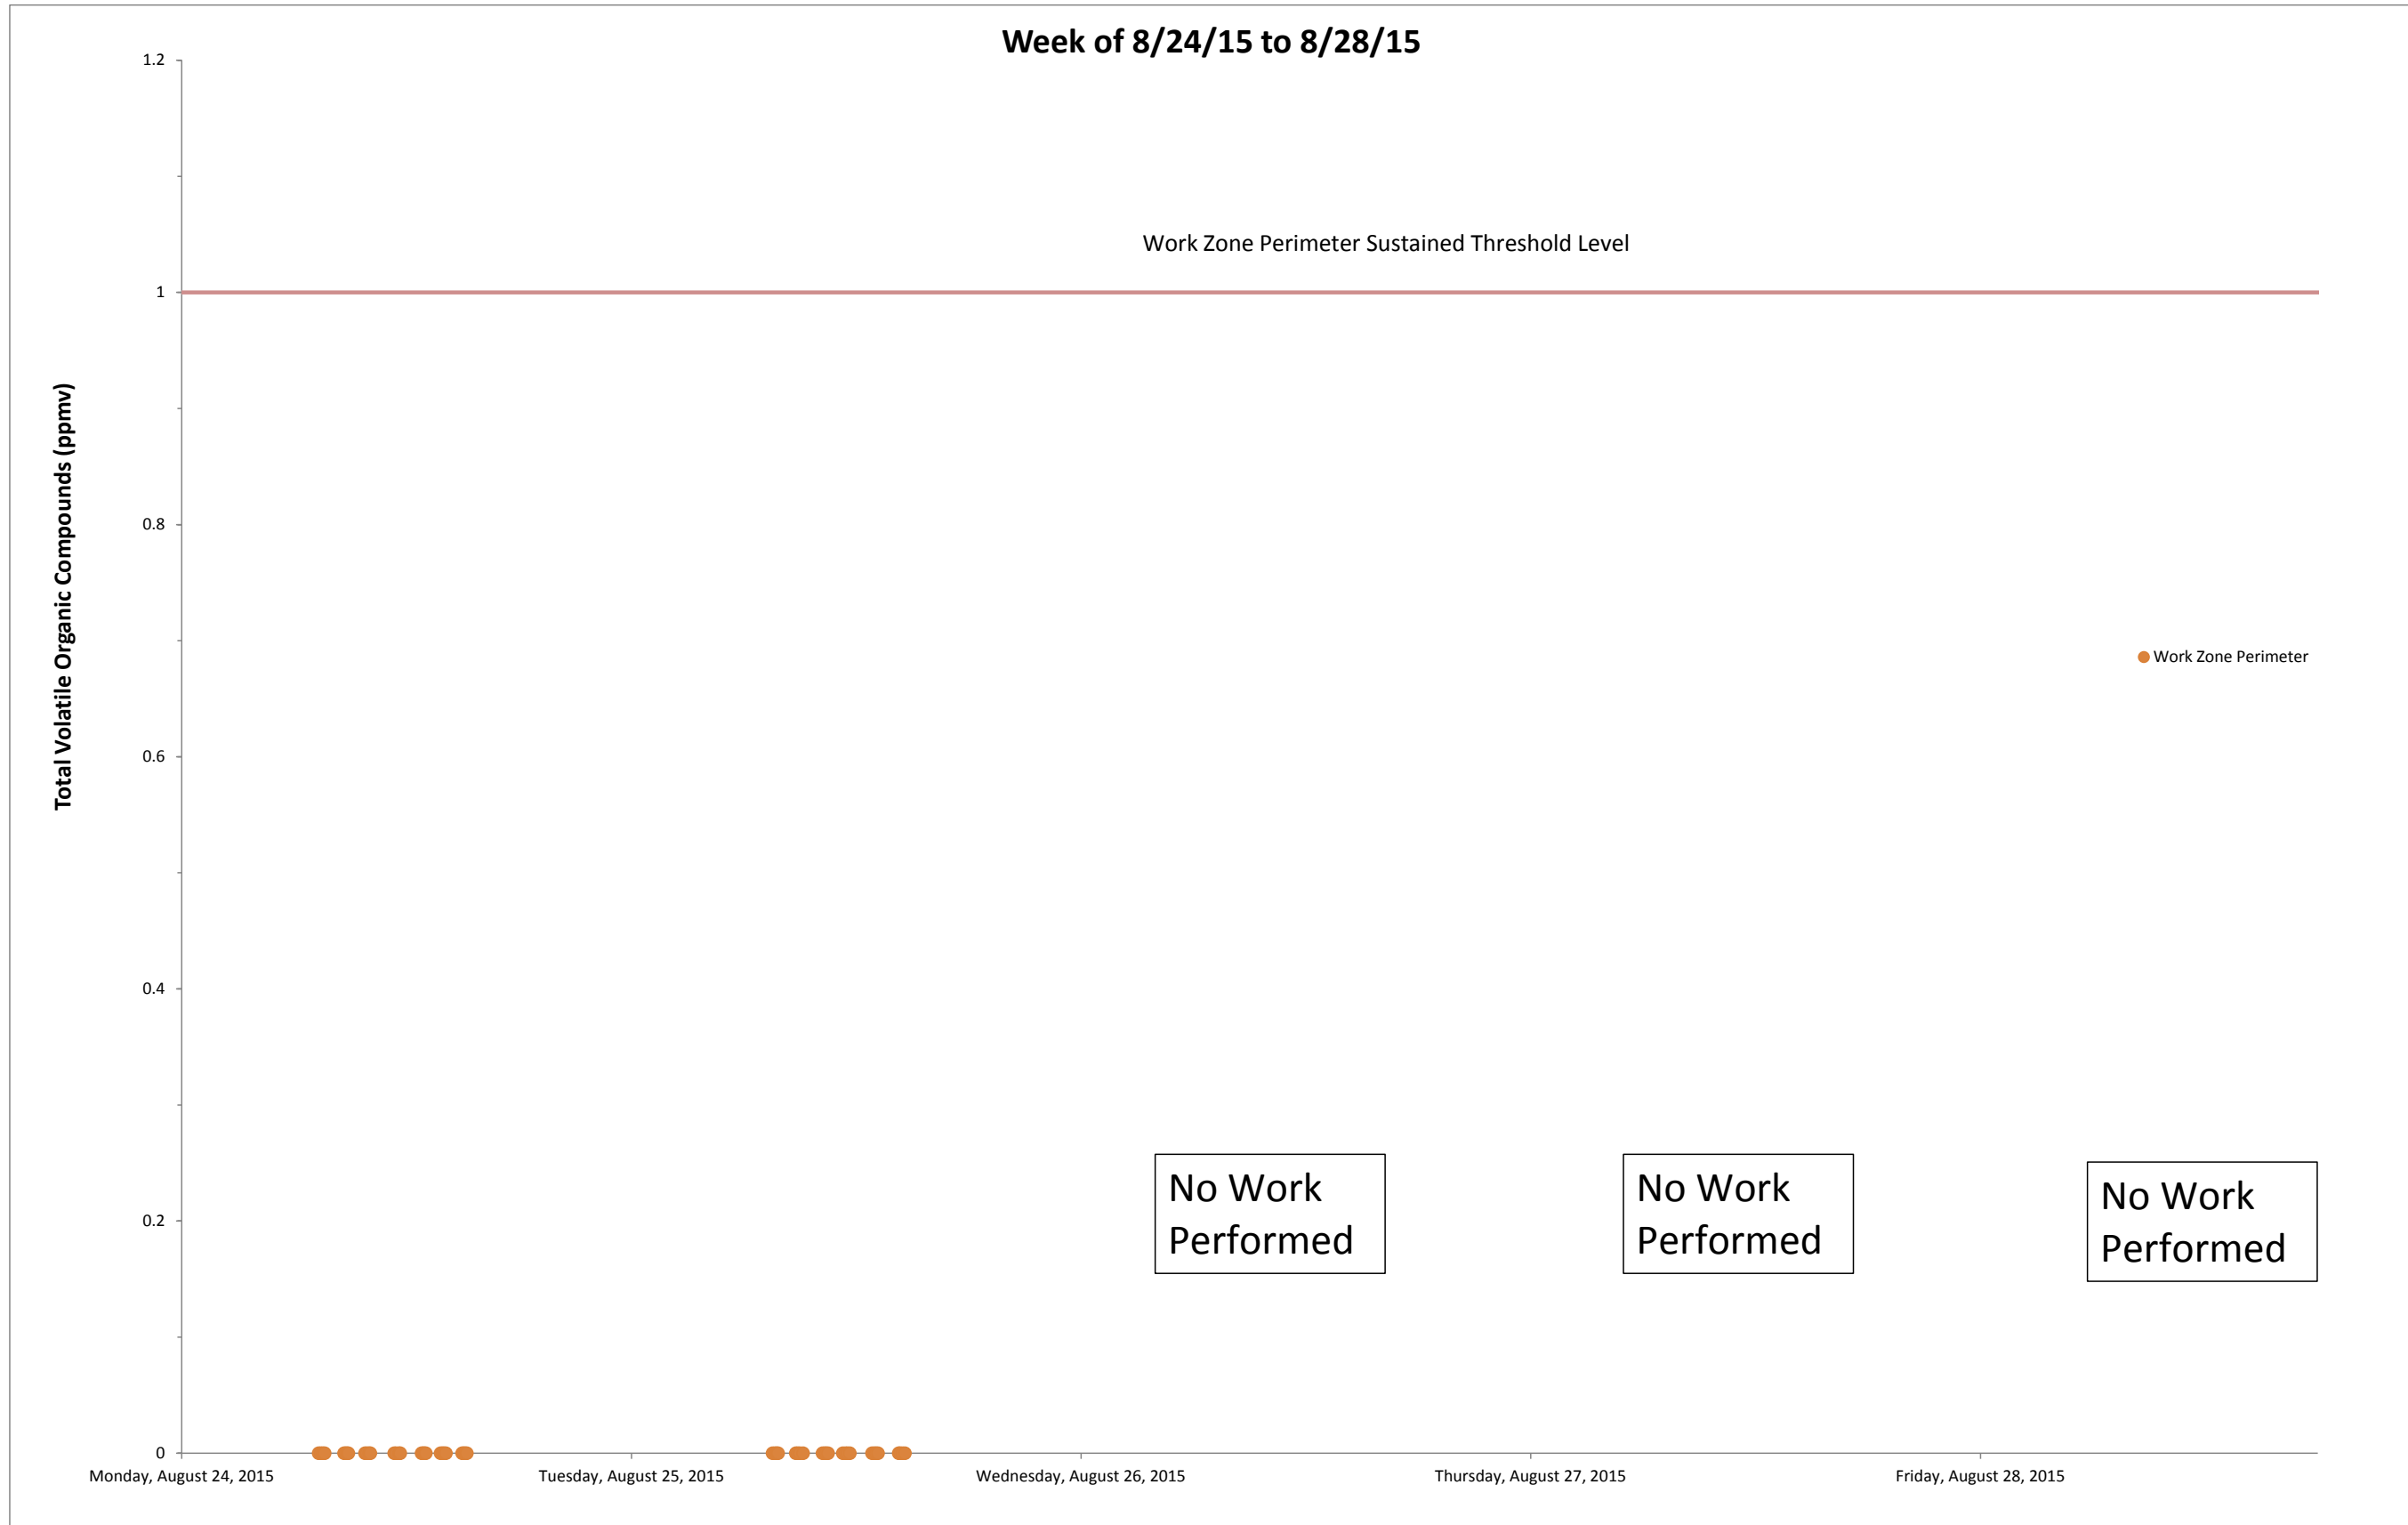 Week of 8/24/15 to 8/28/15
1.2
Work Zone Perimeter Sustained Threshold Level
1
Total Volatile Organic Compounds (ppmv)
0.8
Work Zone Perimeter
0.6
0.4
No Work
Performed
No Work
Performed
No Work
Performed
0.2
0
Monday, August 24, 2015
Tuesday, August 25, 2015
Wednesday, August 26, 2015
Thursday, August 27, 2015
Friday, August 28, 2015